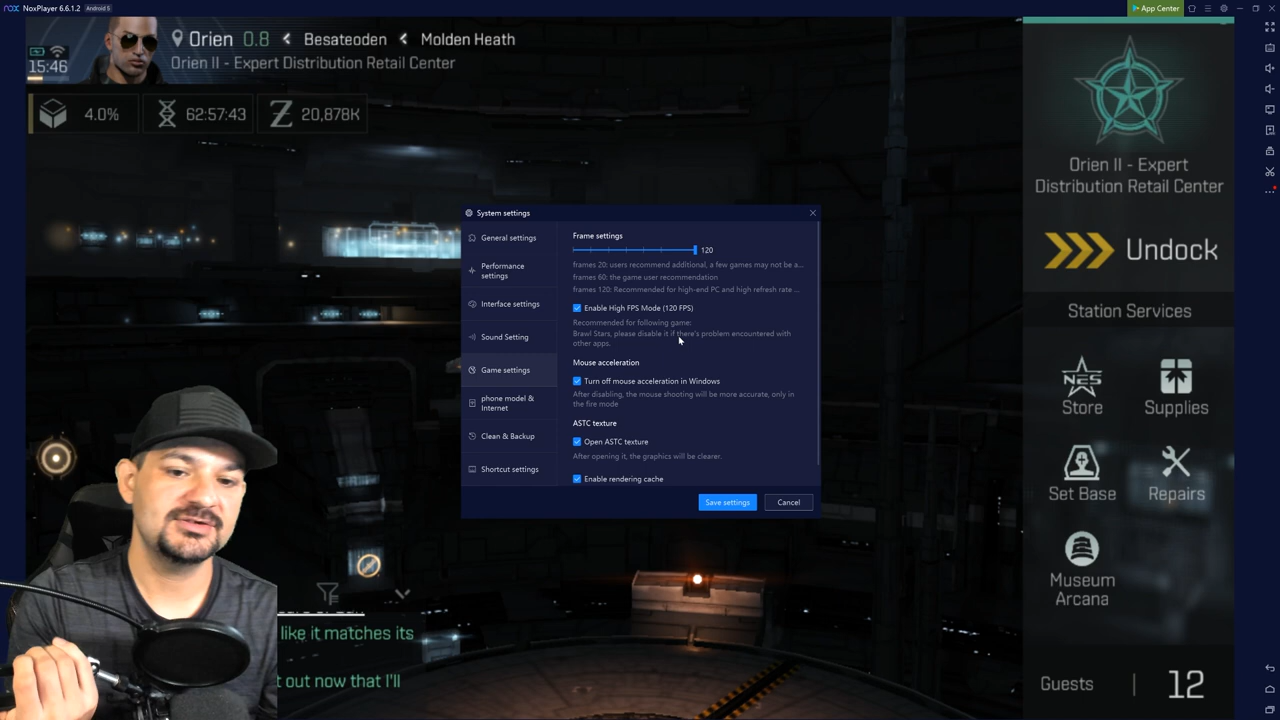 NoxPlayer 6.6.1.2 Android 5
App Center
Orien 0.8 < Besateoden < Molden Heath
Orien II - Expert Distribution Retail Center
15:46
4.0%
62:57:43
20,878K
Orien II - Expert
Distribution Retail Center
Undock
Station Services
NES
Store
Supplies
Set Base
Repairs
Museum
Arcana
Guests | 12
System settings
General settings
Performance
settings
Interface settings
Sound Setting
Game settings
phone model &
Internet
Clean & Backup
Shortcut settings
Frame settings
120
frames 20: users recommend additional, a few games may not be a...
frames 60: the game user recommendation
frames 120: Recommended for high-end PC and high refresh rate ...
Enable High FPS Mode (120 FPS)
Recommended for following game:
Brawl Stars, please disable it if there's problem encountered with
other apps.
Mouse acceleration
Turn off mouse acceleration in Windows
After disabling, the mouse shooting will be more accurate, only in
the fire mode
ASTC texture
Open ASTC texture
After opening it, the graphics will be clearer.
Enable rendering cache
Save settings
Cancel
like it matches its
out now that I'll